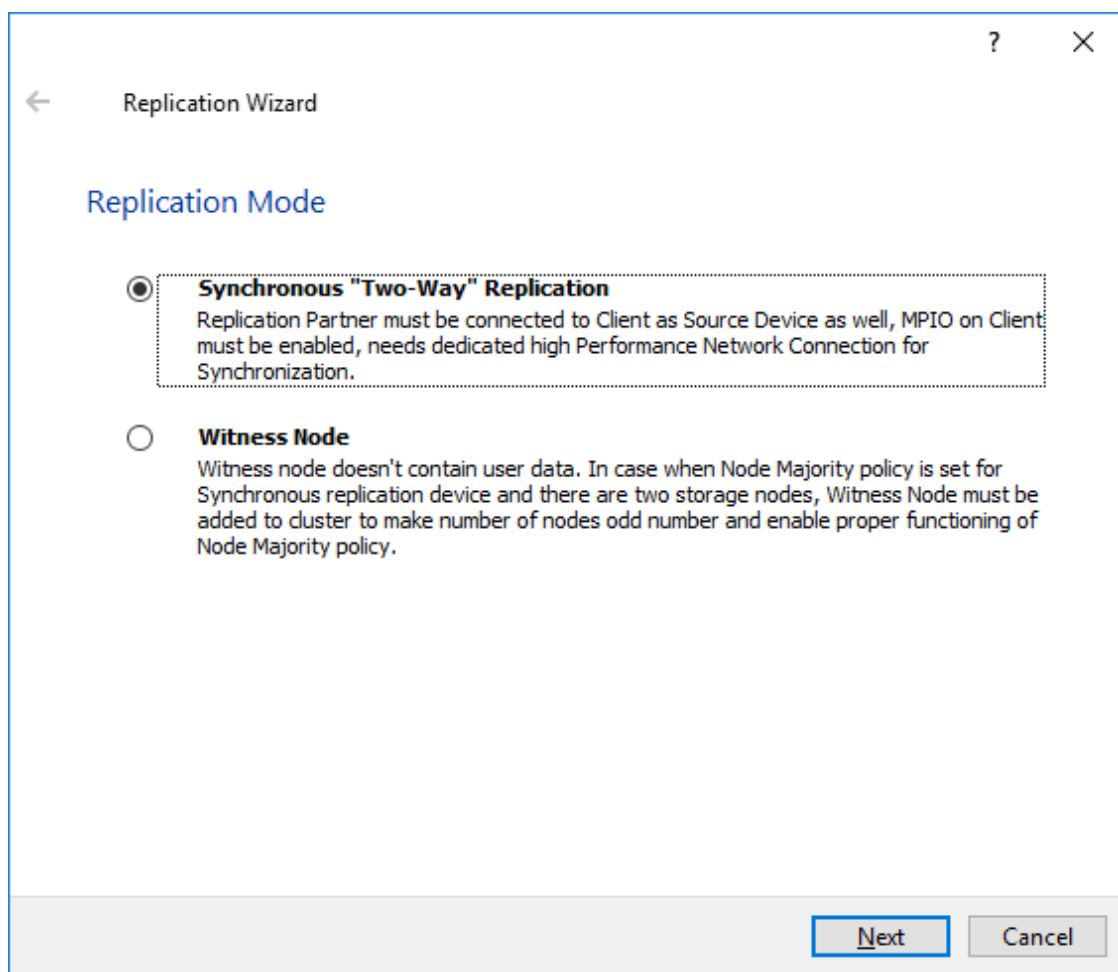 ?
Replication Wizard
Replication Mode
Synchronous "Two-Way" Replication
Replication Partner must be connected to Client as Source Device as well, MPIO on Client
must be enabled, needs dedicated high Performance Network Connection for
Synchronization.
Witness Node
Witness node doesn't contain user data. In case when Node Majority policy is set for
Synchronous replication device and there are two storage nodes, Witness Node must be
added to cluster to make number of nodes odd number and enable proper functioning of
Node Majority policy.
Next Cancel